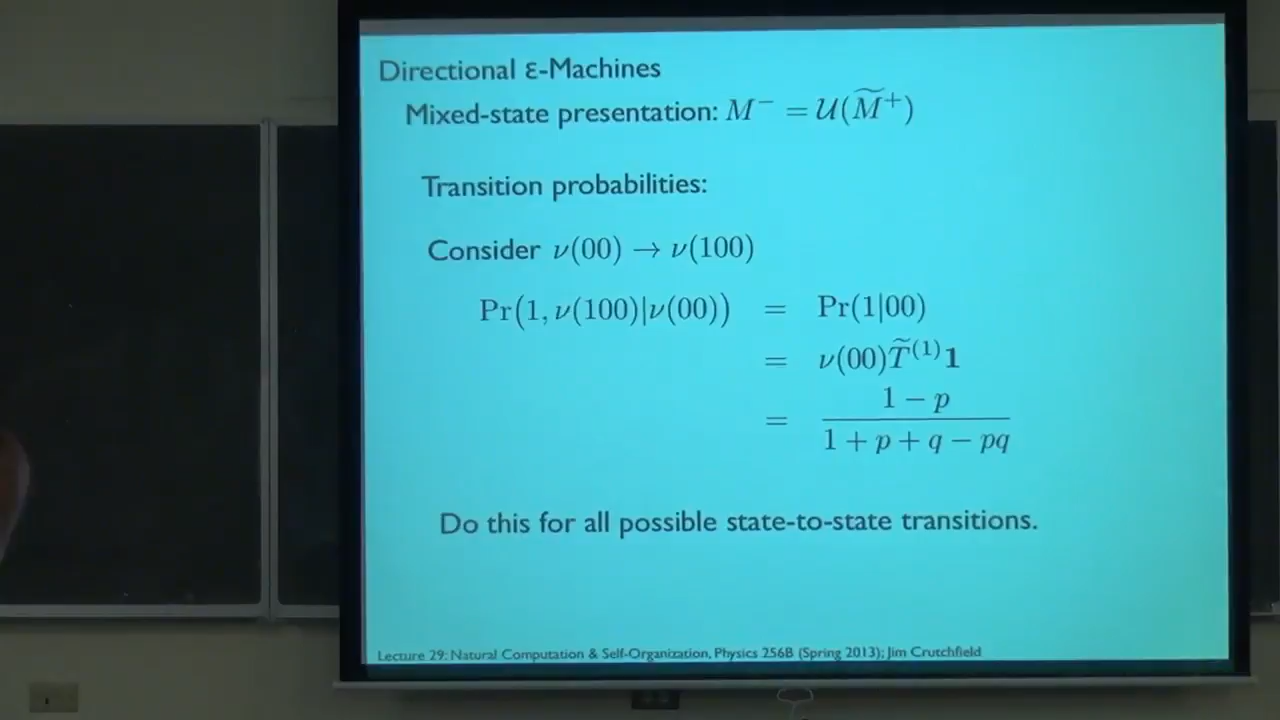 Directional ε-Machines
Mixed-state presentation: M⁻ = 𝒰(M̃⁺)
Transition probabilities:
Consider ν(00) → ν(100)
Pr(1, ν(100)|ν(00)) = Pr(1|00)
= ν(00)T̃⁽¹⁾𝟏
= (1 − p)/(1 + p + q − pq)
Do this for all possible state-to-state transitions.
Lecture 29: Natural Computation & Self-Organization, Physics 256B (Spring 2013); Jim Crutchfield